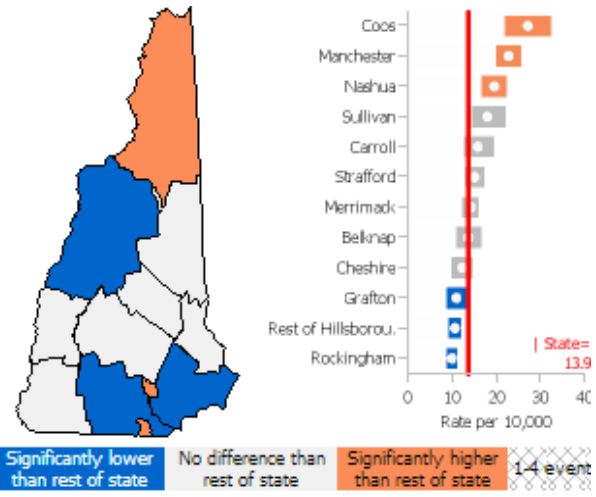 Coos
Manchester
Nashua
Sullivan
Carroll
Strafford
Merrimack
Belknap
Cheshire
Grafton
Rest of Hillsborou.
Rockingham
| State=
13.9
0 10 20 30 40
Rate per 10,000
Significantly lower
than rest of state
No difference than
rest of state
Significantly higher
than rest of state
1-4 event